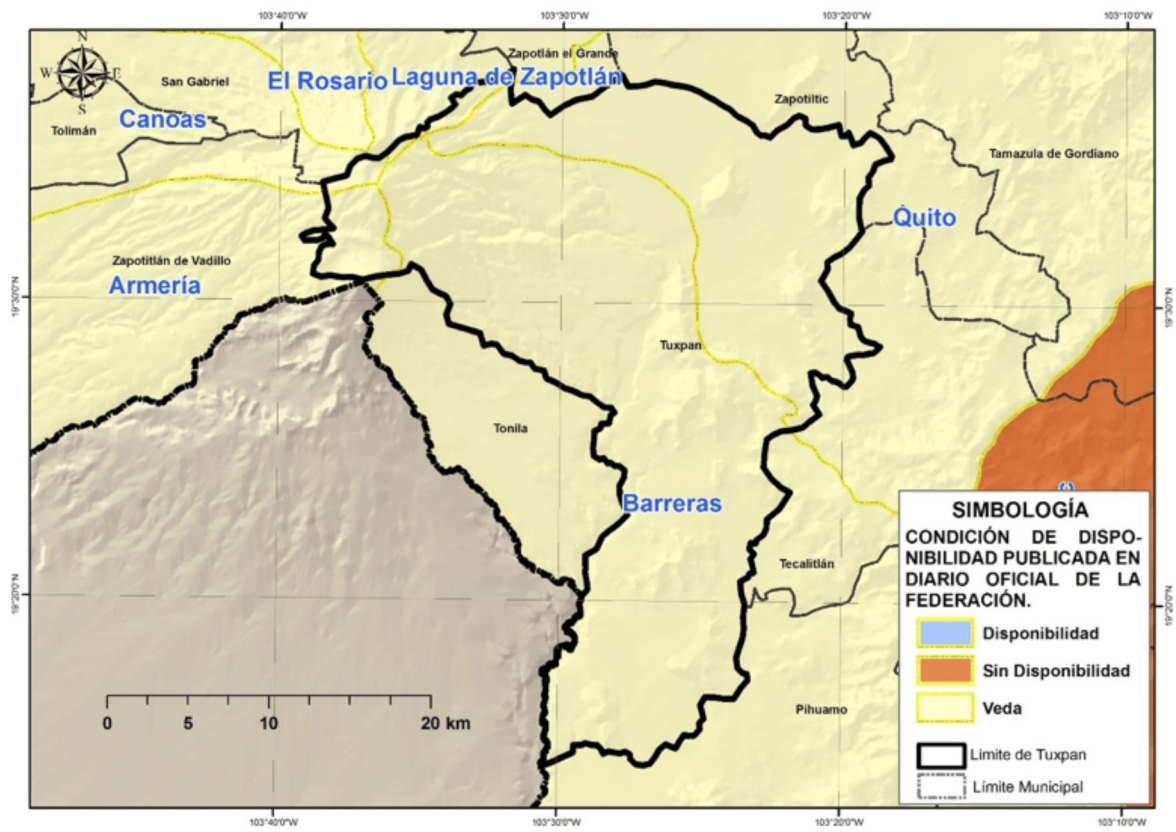 103°40'0"W
103°30'0"W
103°20'0"W
103°10'0"W
N
W
E
S
Zapotlán el Grande
San Gabriel
El Rosario
Laguna de Zapotlán
Canoas
Zapotiltic
Tolimán
Tamazula de Gordiano
Quito
Zapotitlán de Vadillo
Armería
19°30'0"N
19°30'0"N
Tuxpan
Tonila
Barreras
Tecalitlán
19°20'0"N
19°20'0"N
Pihuamo
0 5 10 20 km
SIMBOLOGÍA
CONDICIÓN DE DISPO-
NIBILIDAD PUBLICADA EN
DIARIO OFICIAL DE LA
FEDERACIÓN.
Disponibilidad
Sin Disponibilidad
Veda
Limite de Tuxpan
Límite Municipal
103°40'0"W
103°30'0"W
103°20'0"W
103°10'0"W